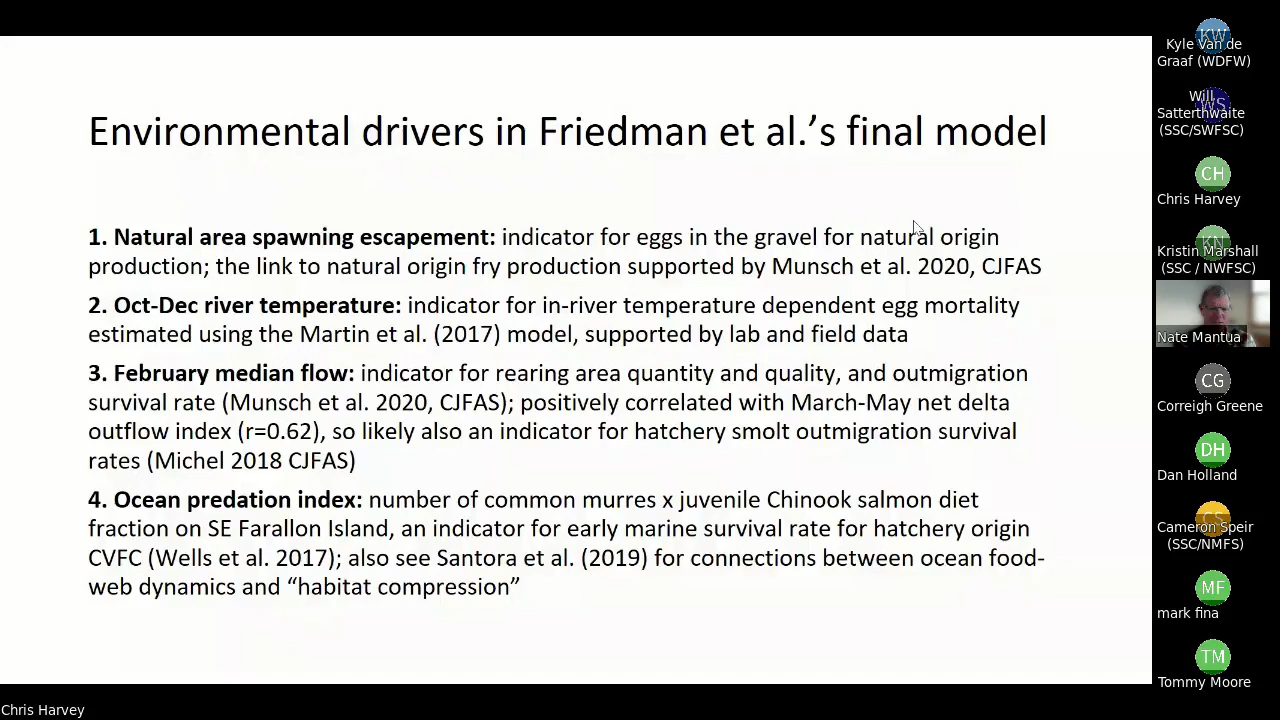 Environmental drivers in Friedman et al.’s final model
1. Natural area spawning escapement: indicator for eggs in the gravel for natural origin
production; the link to natural origin fry production supported by Munsch et al. 2020, CJFAS
2. Oct-Dec river temperature: indicator for in-river temperature dependent egg mortality
estimated using the Martin et al. (2017) model, supported by lab and field data
3. February median flow: indicator for rearing area quantity and quality, and outmigration
survival rate (Munsch et al. 2020, CJFAS); positively correlated with March-May net delta
outflow index (r=0.62), so likely also an indicator for hatchery smolt outmigration survival
rates (Michel 2018 CJFAS)
4. Ocean predation index: number of common murres x juvenile Chinook salmon diet
fraction on SE Farallon Island, an indicator for early marine survival rate for hatchery origin
CVFC (Wells et al. 2017); also see Santora et al. (2019) for connections between ocean food-
web dynamics and “habitat compression”
KW
Kyle Van de
Graaf (WDFW)
WS
Will
Satterthwaite
(SSC/SWFSC)
CH
Chris Harvey
KN
Kristin Marshall
(SSC / NWFSC)
Nate Mantua
CG
Correigh Greene
DH
Dan Holland
CS
Cameron Speir
(SSC/NMFS)
MF
mark fina
TM
Tommy Moore
Chris Harvey